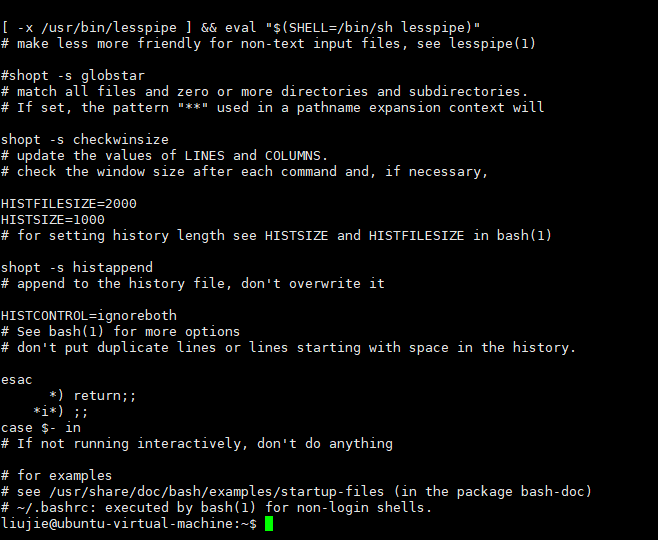 [ -x /usr/bin/lesspipe ] && eval "$(SHELL=/bin/sh lesspipe)"
# make less more friendly for non-text input files, see lesspipe(1)
#shopt -s globstar
# match all files and zero or more directories and subdirectories.
# If set, the pattern "**" used in a pathname expansion context will
shopt -s checkwinsize
# update the values of LINES and COLUMNS.
# check the window size after each command and, if necessary,
HISTFILESIZE=2000
HISTSIZE=1000
# for setting history length see HISTSIZE and HISTFILESIZE in bash(1)
shopt -s histappend
# append to the history file, don't overwrite it
HISTCONTROL=ignoreboth
# See bash(1) for more options
# don't put duplicate lines or lines starting with space in the history.
esac
      *) return;;
    *i*) ;;
case $- in
# If not running interactively, don't do anything
# for examples
# see /usr/share/doc/bash/examples/startup-files (in the package bash-doc)
# ~/.bashrc: executed by bash(1) for non-login shells.
liujie@ubuntu-virtual-machine:~$